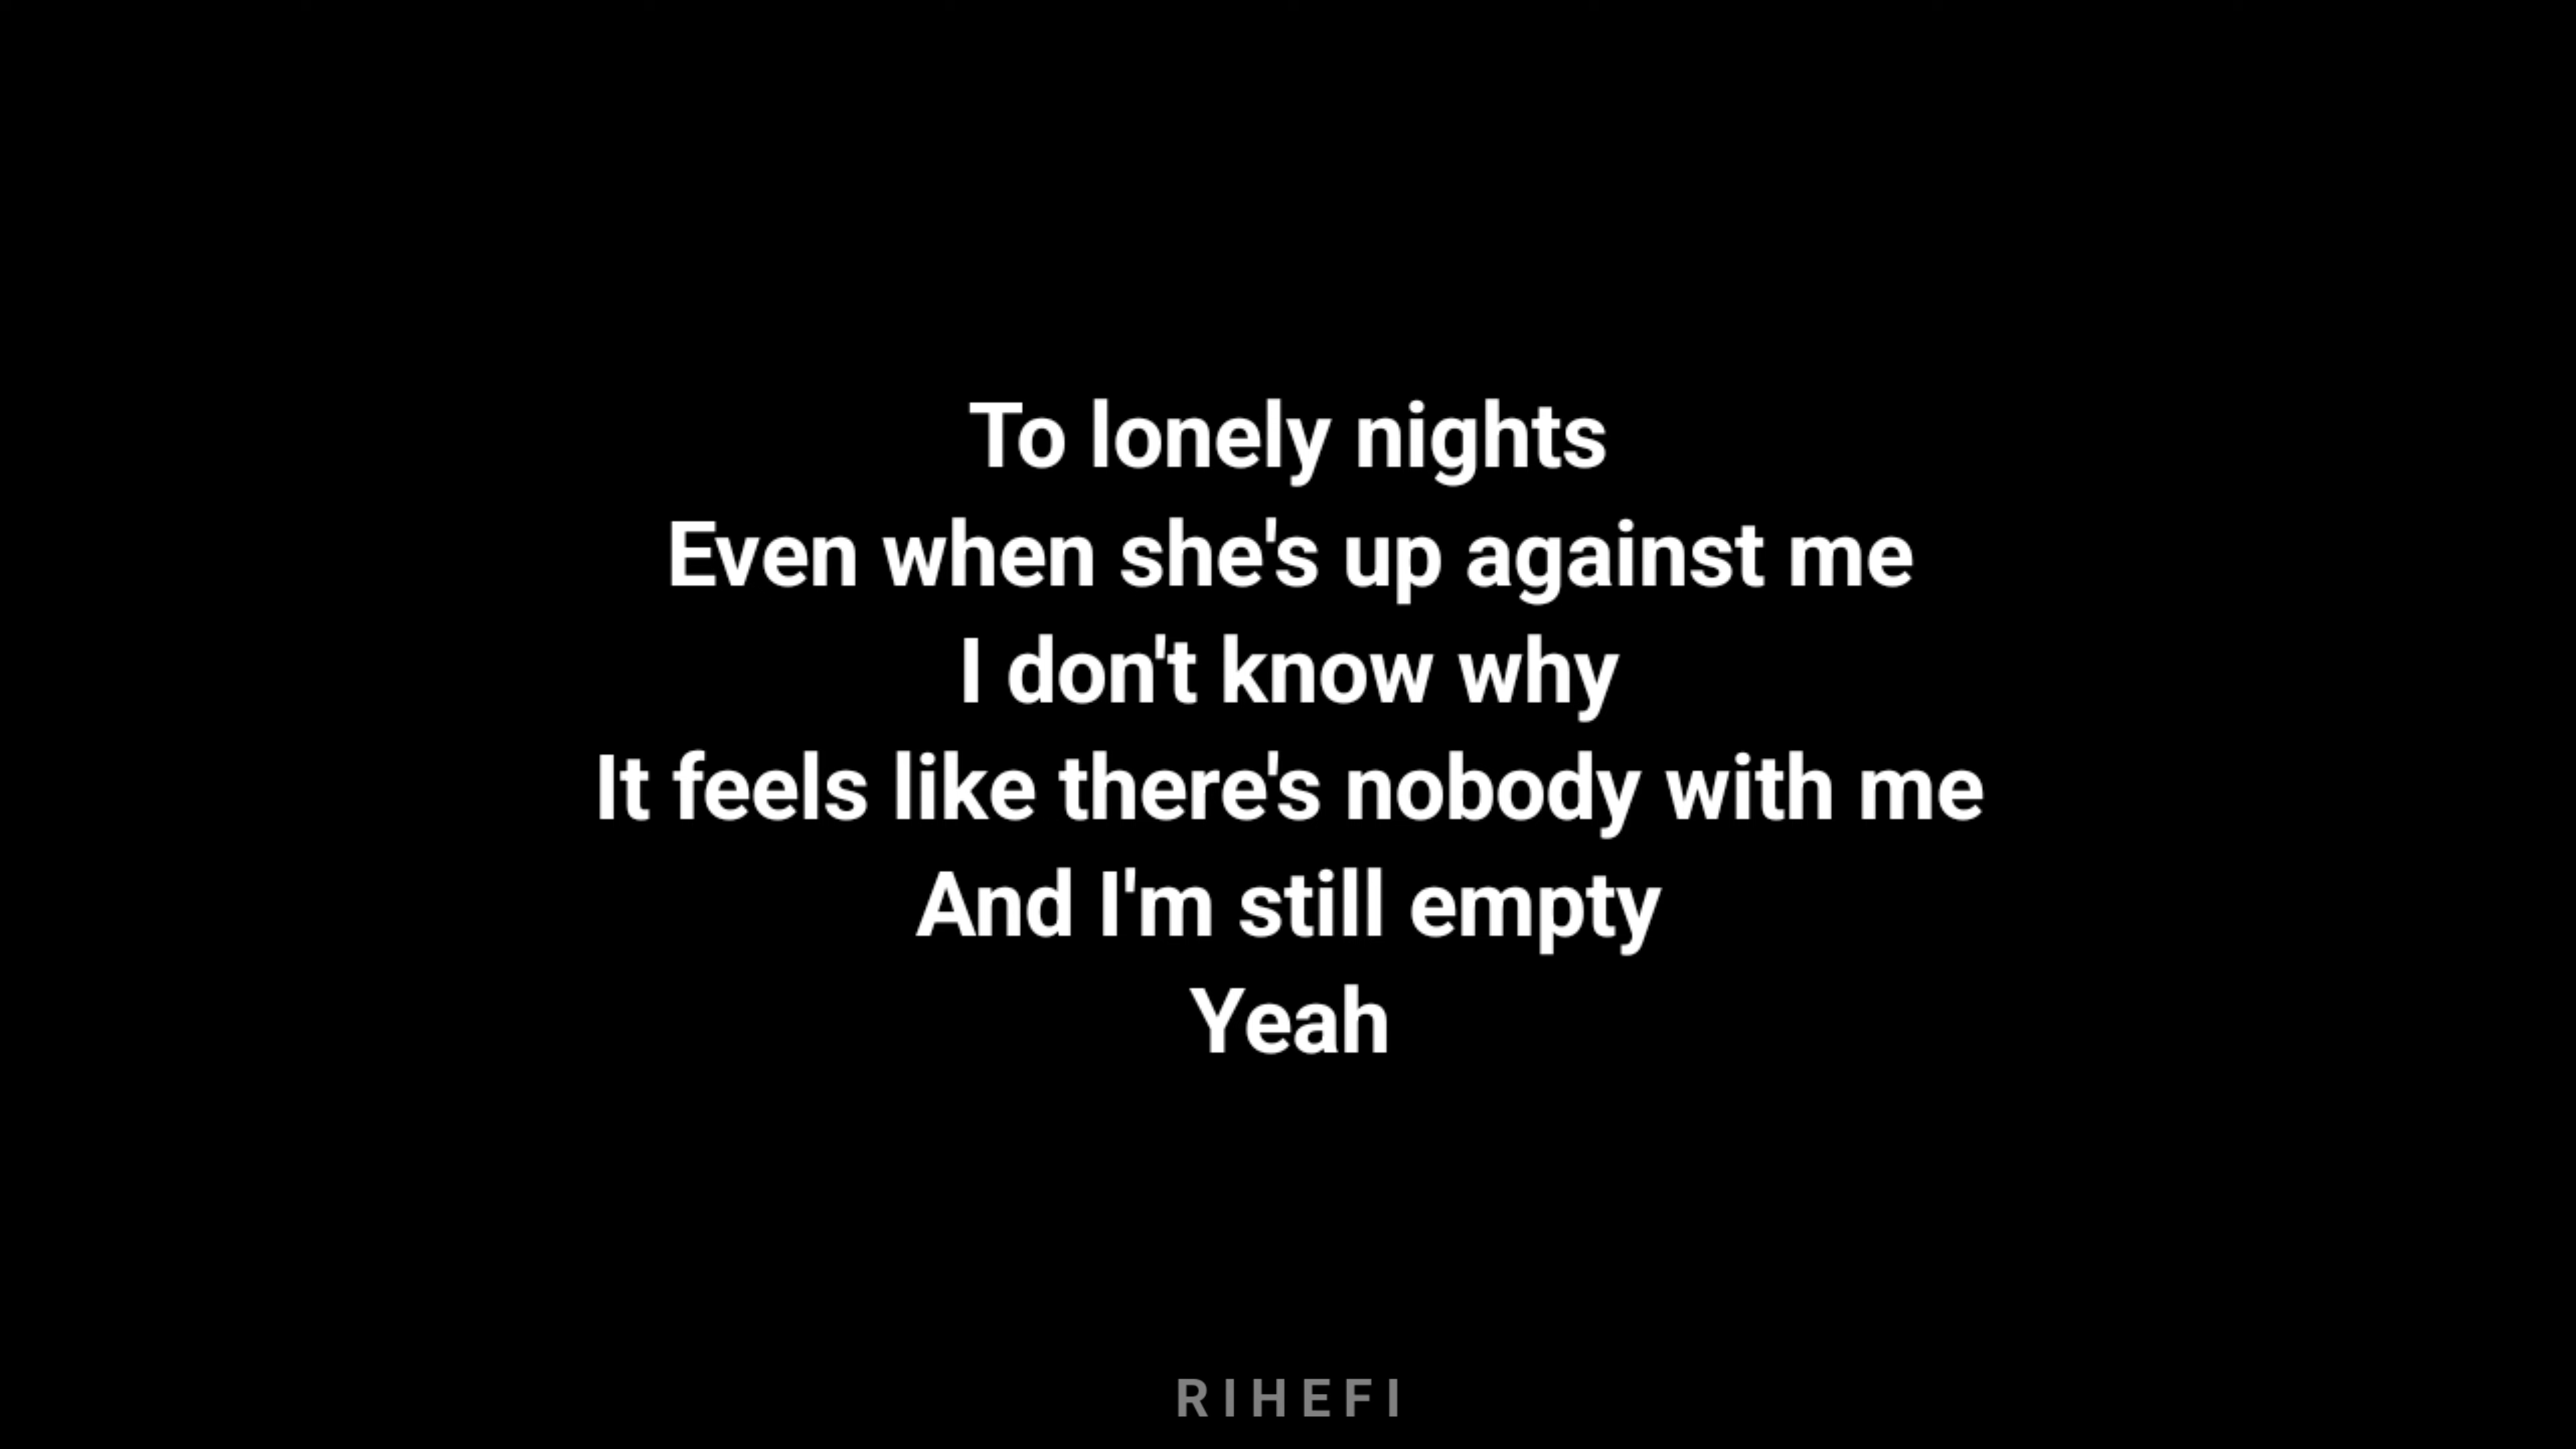 To lonely nights
Even when she's up against me
I don't know why
It feels like there's nobody with me
And I'm still empty
Yeah
RIHEFI